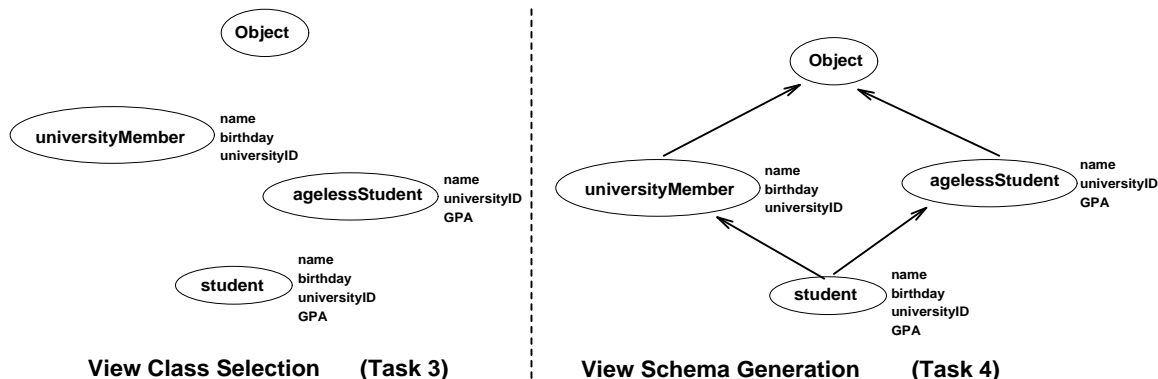 Object
universityMember
name
birthday
universityID
agelessStudent
name
universityID
GPA
student
name
birthday
universityID
GPA
View Class Selection (Task 3)
Object
universityMember
name
birthday
universityID
agelessStudent
name
universityID
GPA
student
name
birthday
universityID
GPA
View Schema Generation (Task 4)